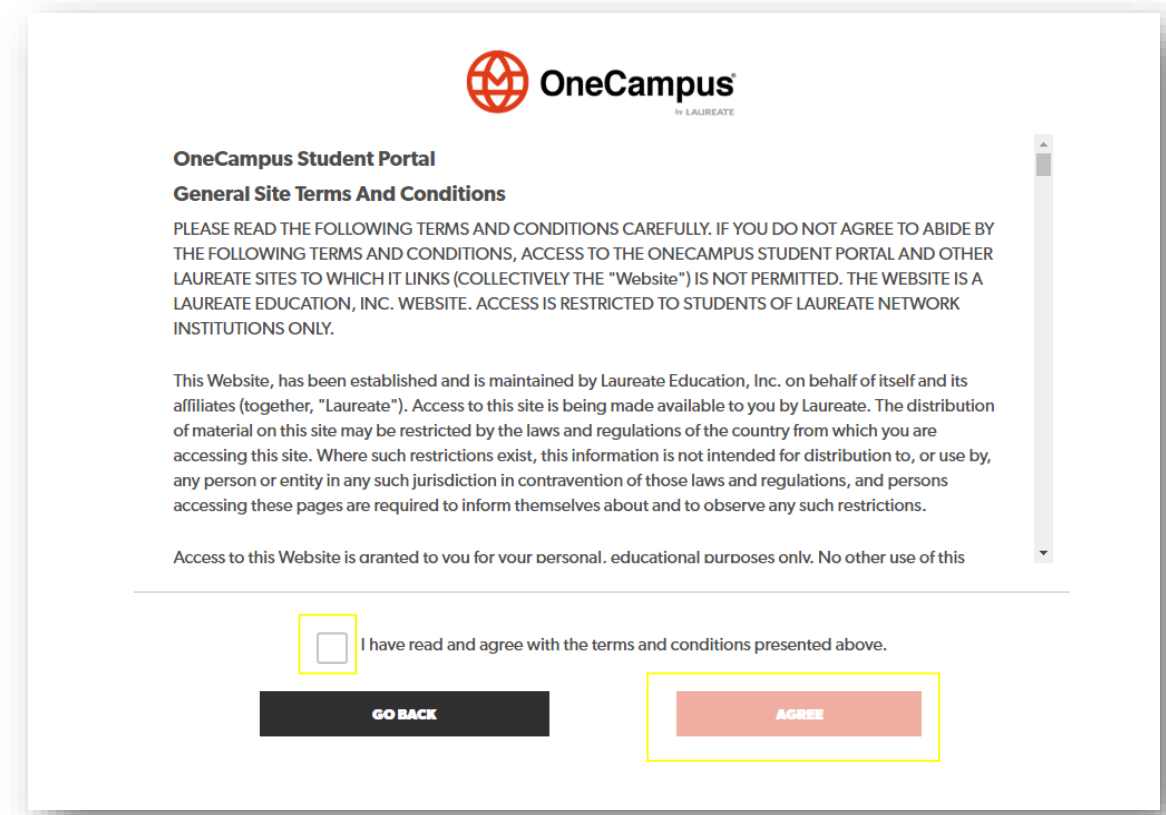 OneCampus
by LAUREATE
OneCampus Student Portal
General Site Terms And Conditions
PLEASE READ THE FOLLOWING TERMS AND CONDITIONS CAREFULLY. IF YOU DO NOT AGREE TO ABIDE BY
THE FOLLOWING TERMS AND CONDITIONS, ACCESS TO THE ONECAMPUS STUDENT PORTAL AND OTHER
LAUREATE SITES TO WHICH IT LINKS (COLLECTIVELY THE "Website") IS NOT PERMITTED. THE WEBSITE IS A
LAUREATE EDUCATION, INC. WEBSITE. ACCESS IS RESTRICTED TO STUDENTS OF LAUREATE NETWORK
INSTITUTIONS ONLY.
This Website, has been established and is maintained by Laureate Education, Inc. on behalf of itself and its
affiliates (together, "Laureate"). Access to this site is being made available to you by Laureate. The distribution
of material on this site may be restricted by the laws and regulations of the country from which you are
accessing this site. Where such restrictions exist, this information is not intended for distribution to, or use by,
any person or entity in any such jurisdiction in contravention of those laws and regulations, and persons
accessing these pages are required to inform themselves about and to observe any such restrictions.
Access to this Website is granted to you for your personal, educational purposes only. No other use of this
I have read and agree with the terms and conditions presented above.
GO BACK
AGREE